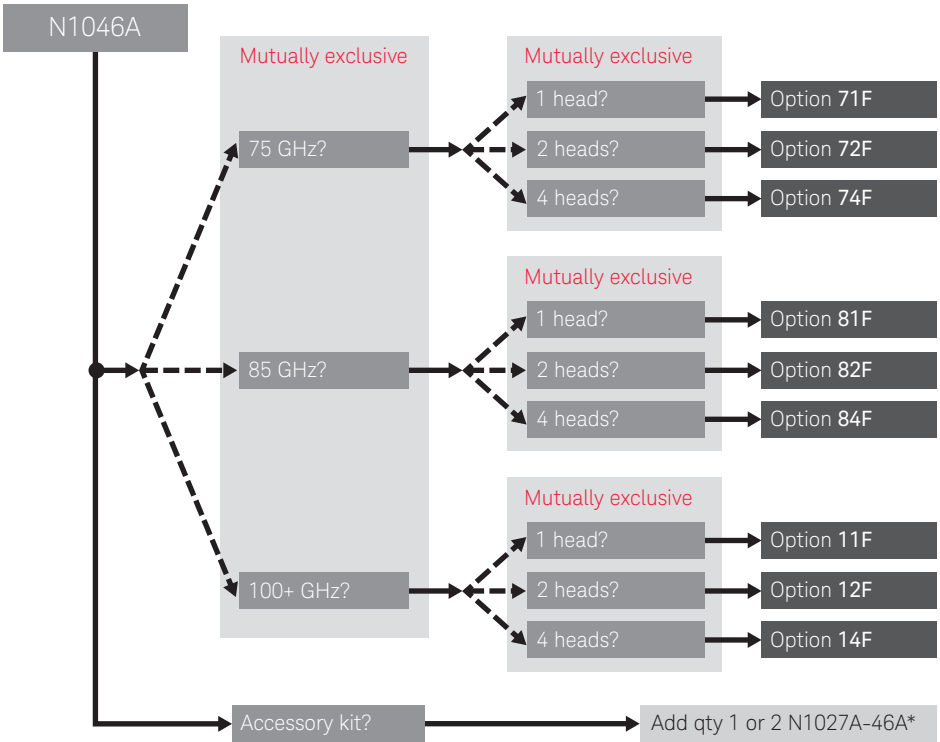 N1046A
Mutually exclusive
Mutually exclusive
1 head?
Option 71F
75 GHz?
2 heads?
Option 72F
4 heads?
Option 74F
Mutually exclusive
1 head?
Option 81F
85 GHz?
2 heads?
Option 82F
4 heads?
Option 84F
Mutually exclusive
1 head?
Option 11F
100+ GHz?
2 heads?
Option 12F
4 heads?
Option 14F
Accessory kit?
Add qty 1 or 2 N1027A-46A*